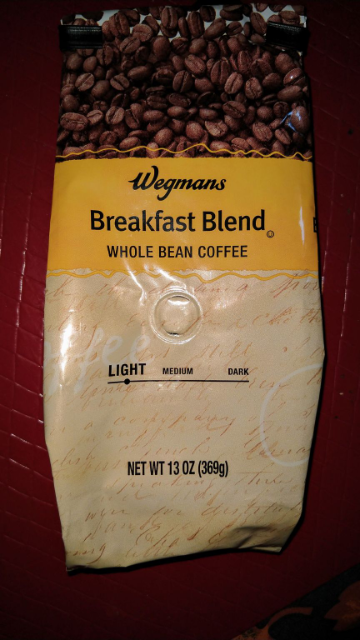 Wegmans
Breakfast Blend
WHOLE BEAN COFFEE
LIGHT MEDIUM DARK
NET WT 13 OZ (369g)